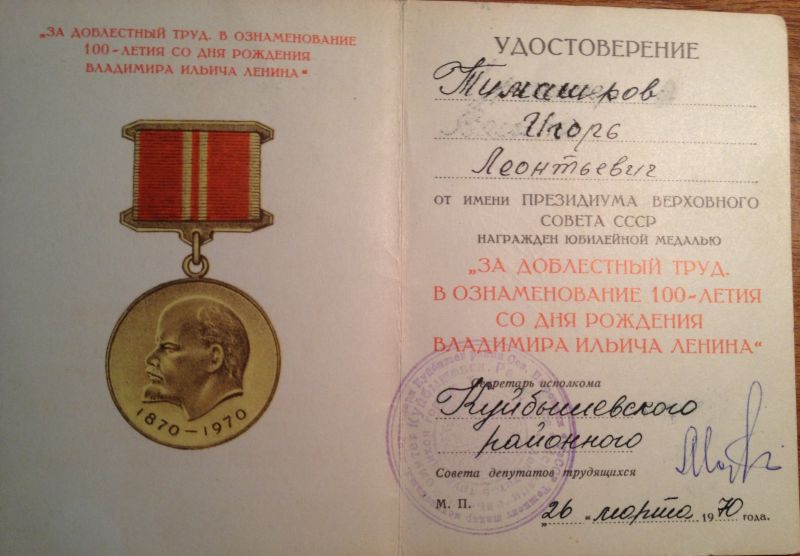 „ЗА ДОБЛЕСТНЫЙ ТРУД. В ОЗНАМЕНОВАНИЕ
100-ЛЕТИЯ СО ДНЯ РОЖДЕНИЯ
ВЛАДИМИРА ИЛЬИЧА ЛЕНИНА“
1870–1970
УДОСТОВЕРЕНИЕ
Игорь
Леонтьевич
ОТ ИМЕНИ ПРЕЗИДИУМА ВЕРХОВНОГО
СОВЕТА СССР
НАГРАЖДЕН ЮБИЛЕЙНОЙ МЕДАЛЬЮ
„ЗА ДОБЛЕСТНЫЙ ТРУД.
В ОЗНАМЕНОВАНИЕ 100-ЛЕТИЯ
СО ДНЯ РОЖДЕНИЯ
ВЛАДИМИРА ИЛЬИЧА ЛЕНИНА“
Секретарь исполкома
Куйбышевского
районного
Совета депутатов трудящихся
М. П.
„26“ марта 1970 года.